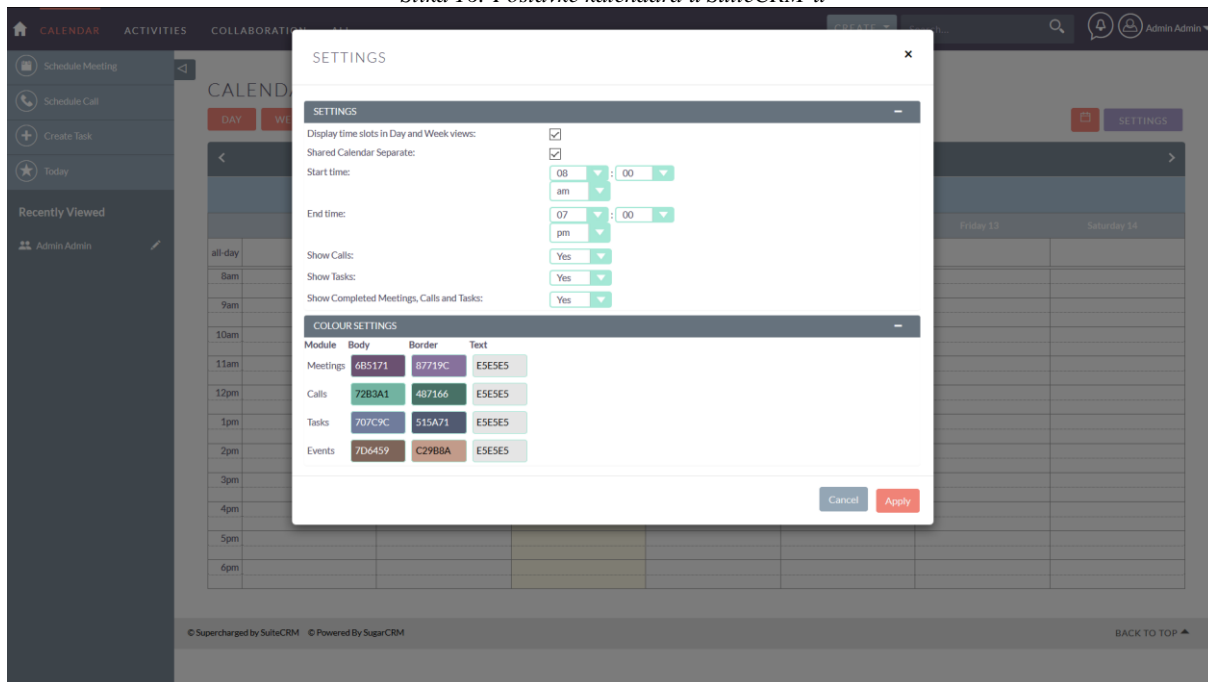 Slika 18. Postavke kalendara u SuiteCRM-u
CALENDAR ACTIVITIES COLLABORATION ALL CREATE Admin Admin
Schedule Meeting
Schedule Call
Create Task
Today
Recently Viewed
Admin Admin
DAY
SETTINGS
SETTINGS ×
SETTINGS –
Display time slots in Day and Week views:
Shared Calendar Separate:
Start time: 08 : 00
am
End time: 07 : 00
pm
Show Calls: Yes
Show Tasks: Yes
Show Completed Meetings, Calls and Tasks: Yes
COLOUR SETTINGS –
Module Body Border Text
Meetings 6B5171 87719C E5E5E5
Calls 72B3A1 487166 E5E5E5
Tasks 707C9C 515A71 E5E5E5
Events 7D6459 C29B8A E5E5E5
Cancel Apply
Friday 13 Saturday 14
all-day
8am
9am
10am
11am
12pm
1pm
2pm
3pm
4pm
5pm
6pm
© Supercharged by SuiteCRM © Powered By SugarCRM BACK TO TOP